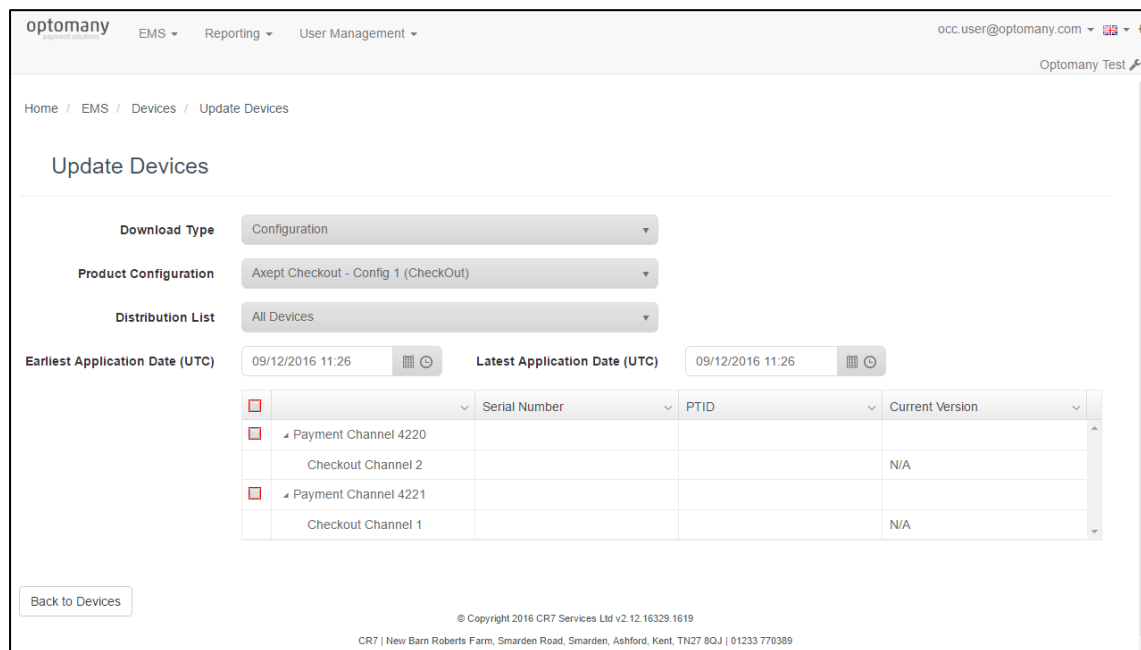 optomany
payment solutions
EMS Reporting User Management
occ.user@optomany.com
Optomany Test
Home / EMS / Devices / Update Devices
Update Devices
Download Type Configuration
Product Configuration Axept Checkout - Config 1 (CheckOut)
Distribution List All Devices
Earliest Application Date (UTC) 09/12/2016 11:26 Latest Application Date (UTC) 09/12/2016 11:26
Serial Number PTID Current Version
Payment Channel 4220
Checkout Channel 2 N/A
Payment Channel 4221
Checkout Channel 1 N/A
Back to Devices
© Copyright 2016 CR7 Services Ltd v2.12.16329.1619
CR7 | New Barn Roberts Farm, Smarden Road, Smarden, Ashford, Kent, TN27 8QJ | 01233 770389